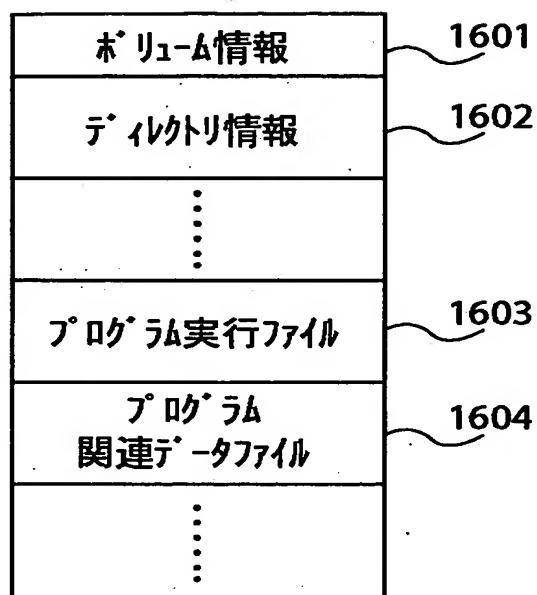 ボリューム情報 1601
ディレクトリ情報 1602
プログラム実行ファイル 1603
プログラム
関連データファイル 1604